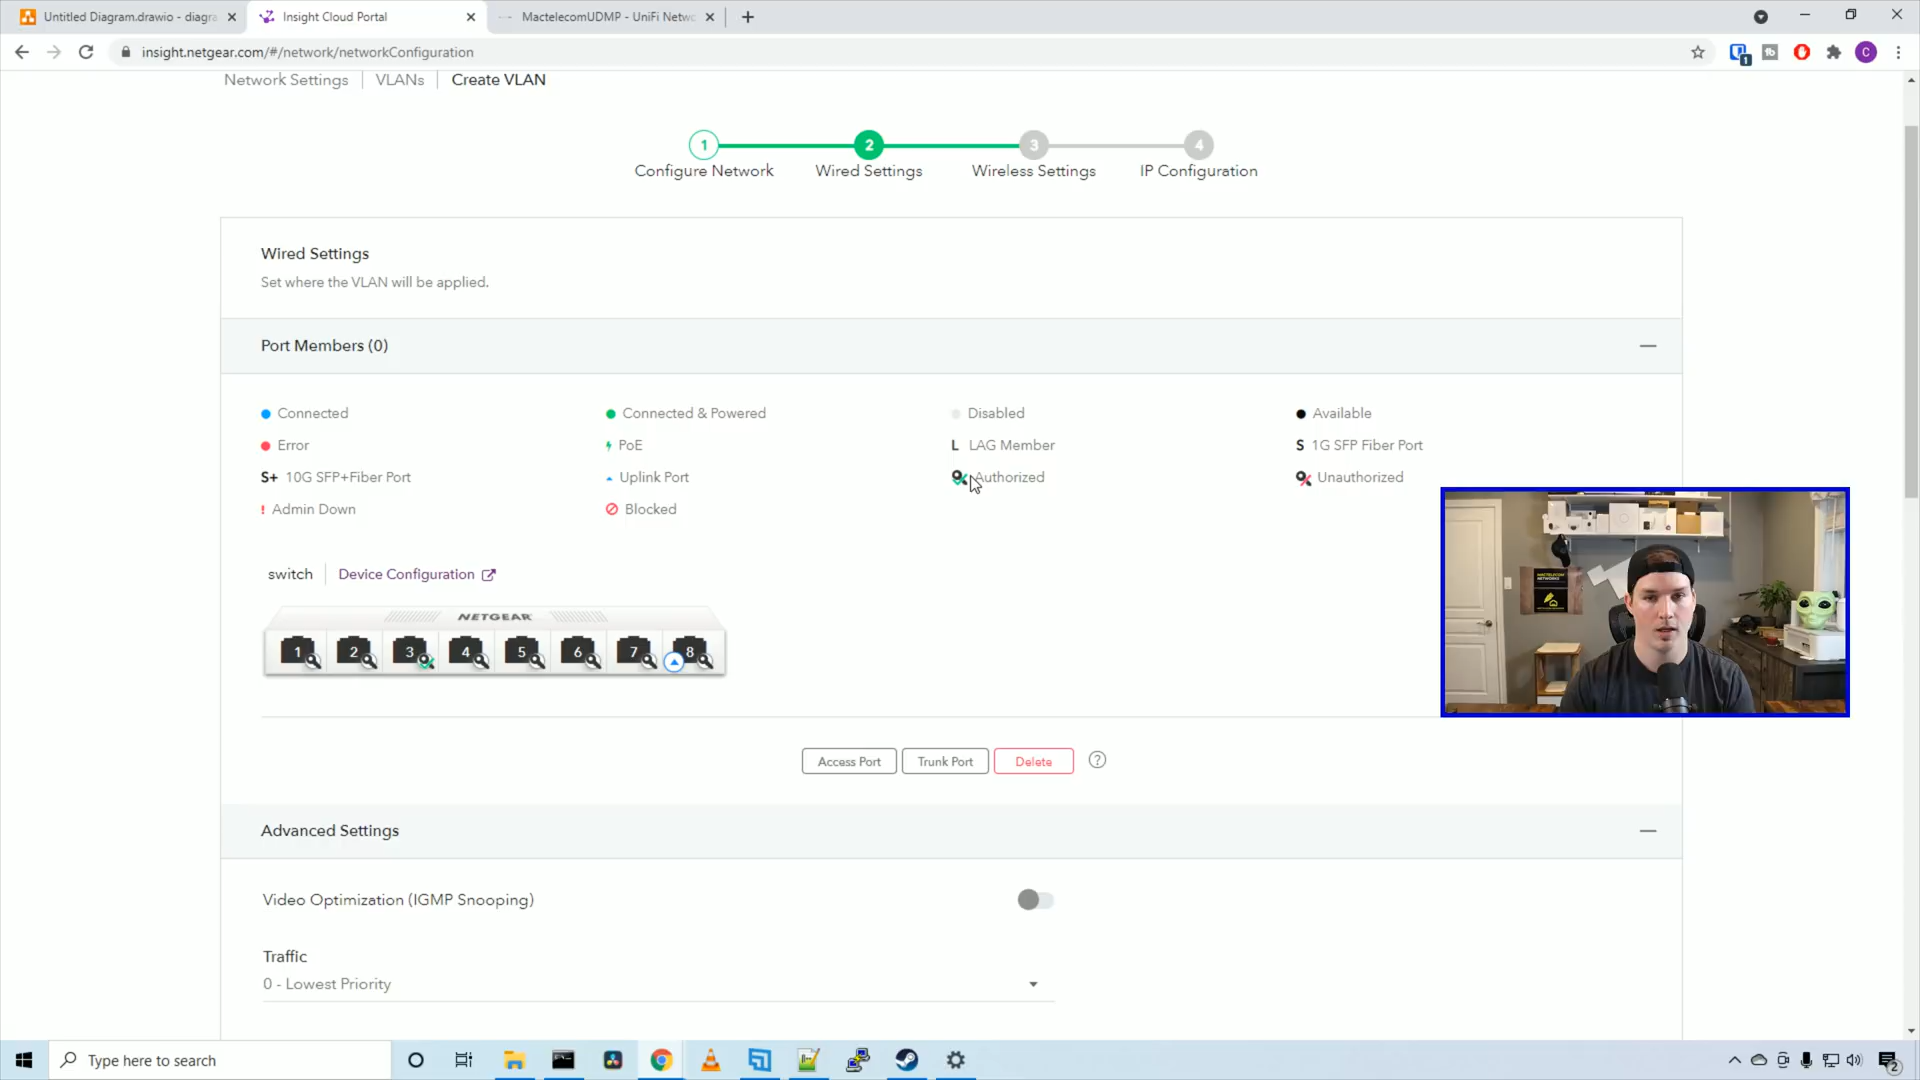 Untitled Diagram.drawio - diagra
Insight Cloud Portal
MactelecomUDMP - UniFi Netwo
insight.netgear.com/#/network/networkConfiguration
Network Settings
VLANs
Create VLAN
1
2
3
4
Configure Network
Wired Settings
Wireless Settings
IP Configuration
Wired Settings
Set where the VLAN will be applied.
Port Members (0)
Connected
Connected & Powered
Disabled
Available
Error
PoE
L LAG Member
S 1G SFP Fiber Port
S+ 10G SFP+Fiber Port
Uplink Port
Authorized
Unauthorized
! Admin Down
Blocked
switch
Device Configuration
NETGEAR
1 2 3 4 5 6 7 8
Access Port
Trunk Port
Delete
?
Advanced Settings
Video Optimization (IGMP Snooping)
Traffic
0 - Lowest Priority
Type here to search